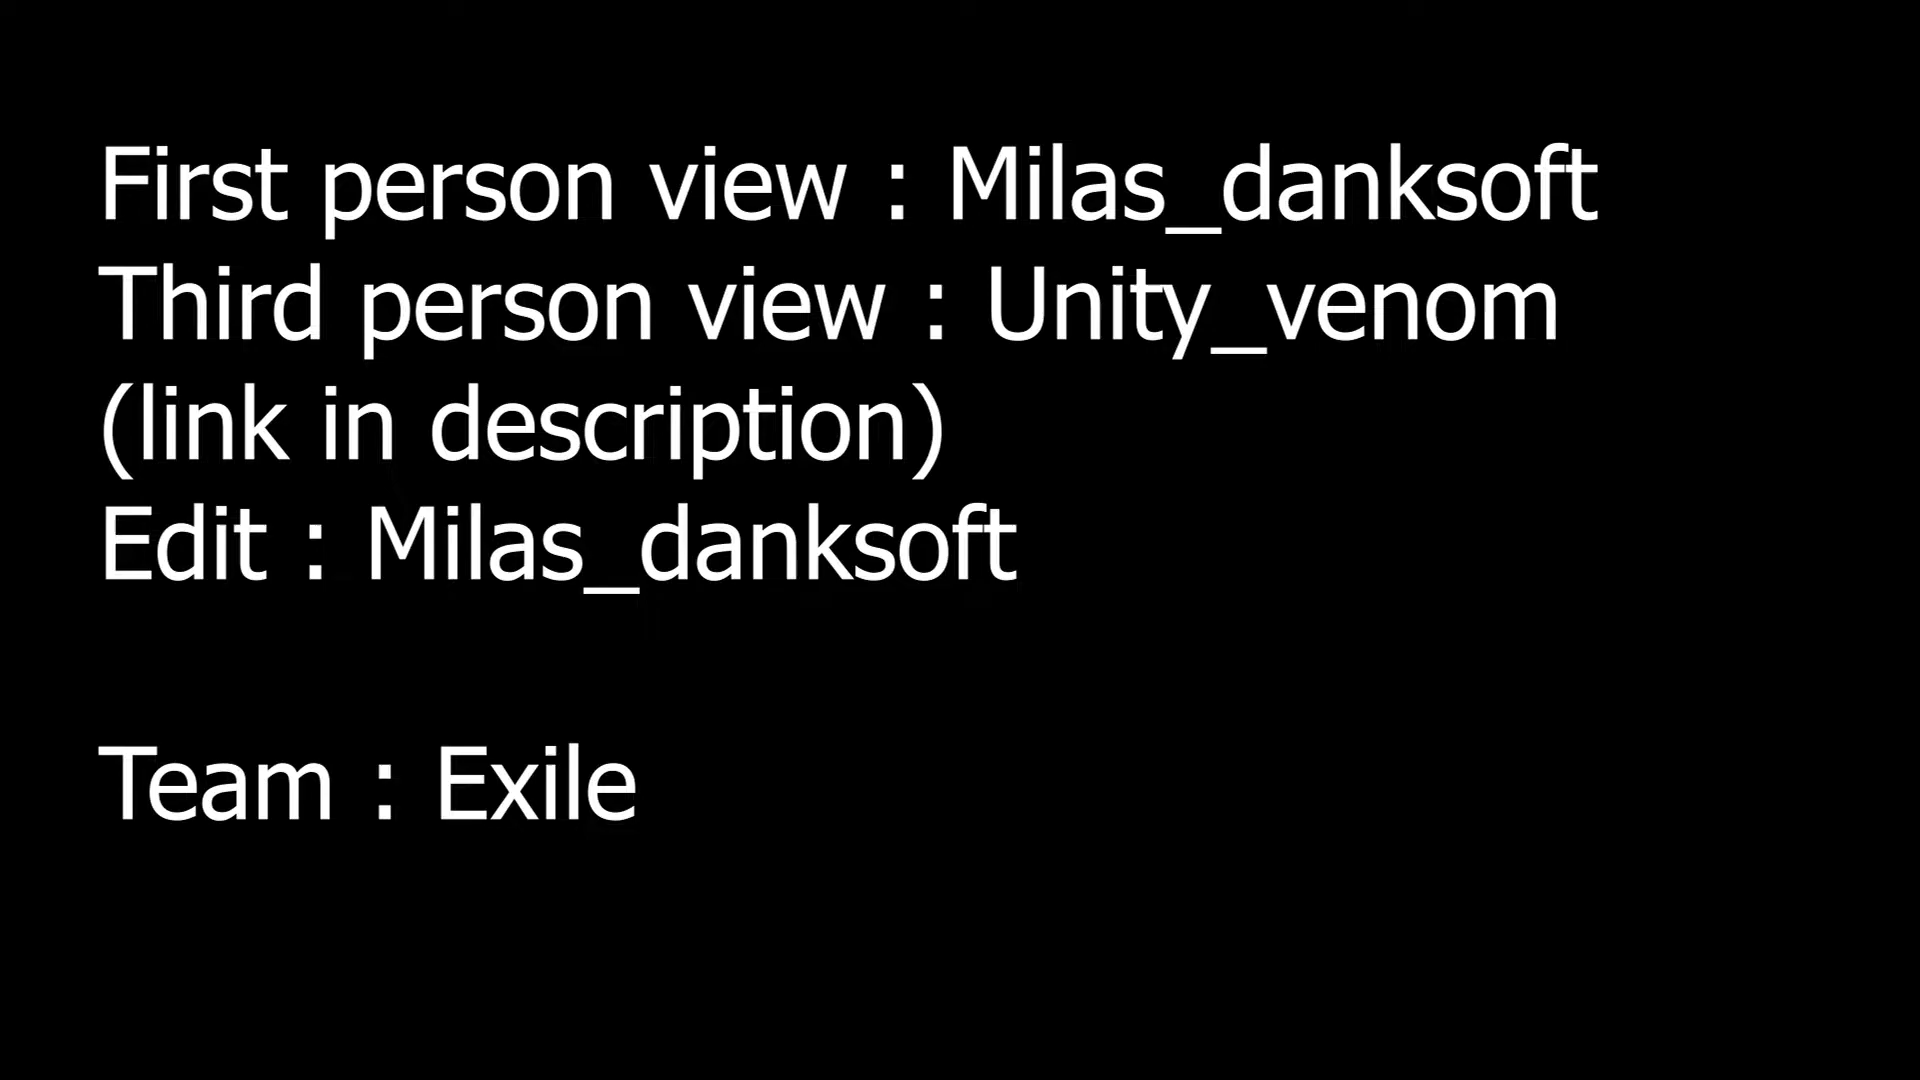 First person view : Milas_danksoft
Third person view : Unity_venom
(link in description)
Edit : Milas_danksoft
Team : Exile